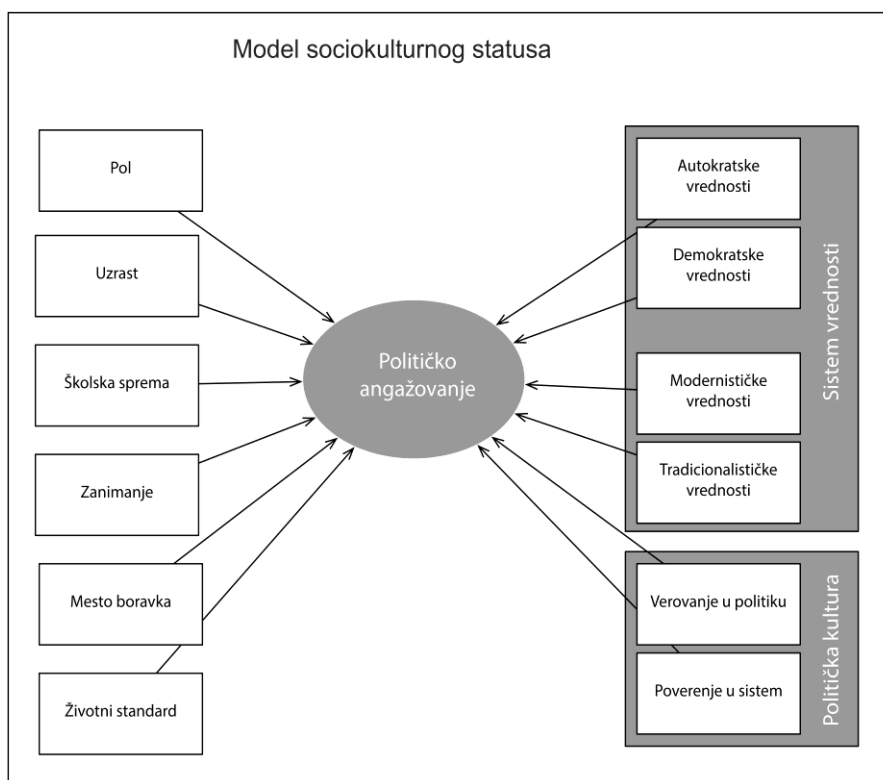 Model sociokulturnog statusa
Pol
Uzrast
Školska sprema
Zanimanje
Mesto boravka
Životni standard
Političko
angažovanje
Autokratske
vrednosti
Demokratske
vrednosti
Modernističke
vrednosti
Tradicionalističke
vrednosti
Sistem vrednosti
Verovanje u politiku
Poverenje u sistem
Politička kultura